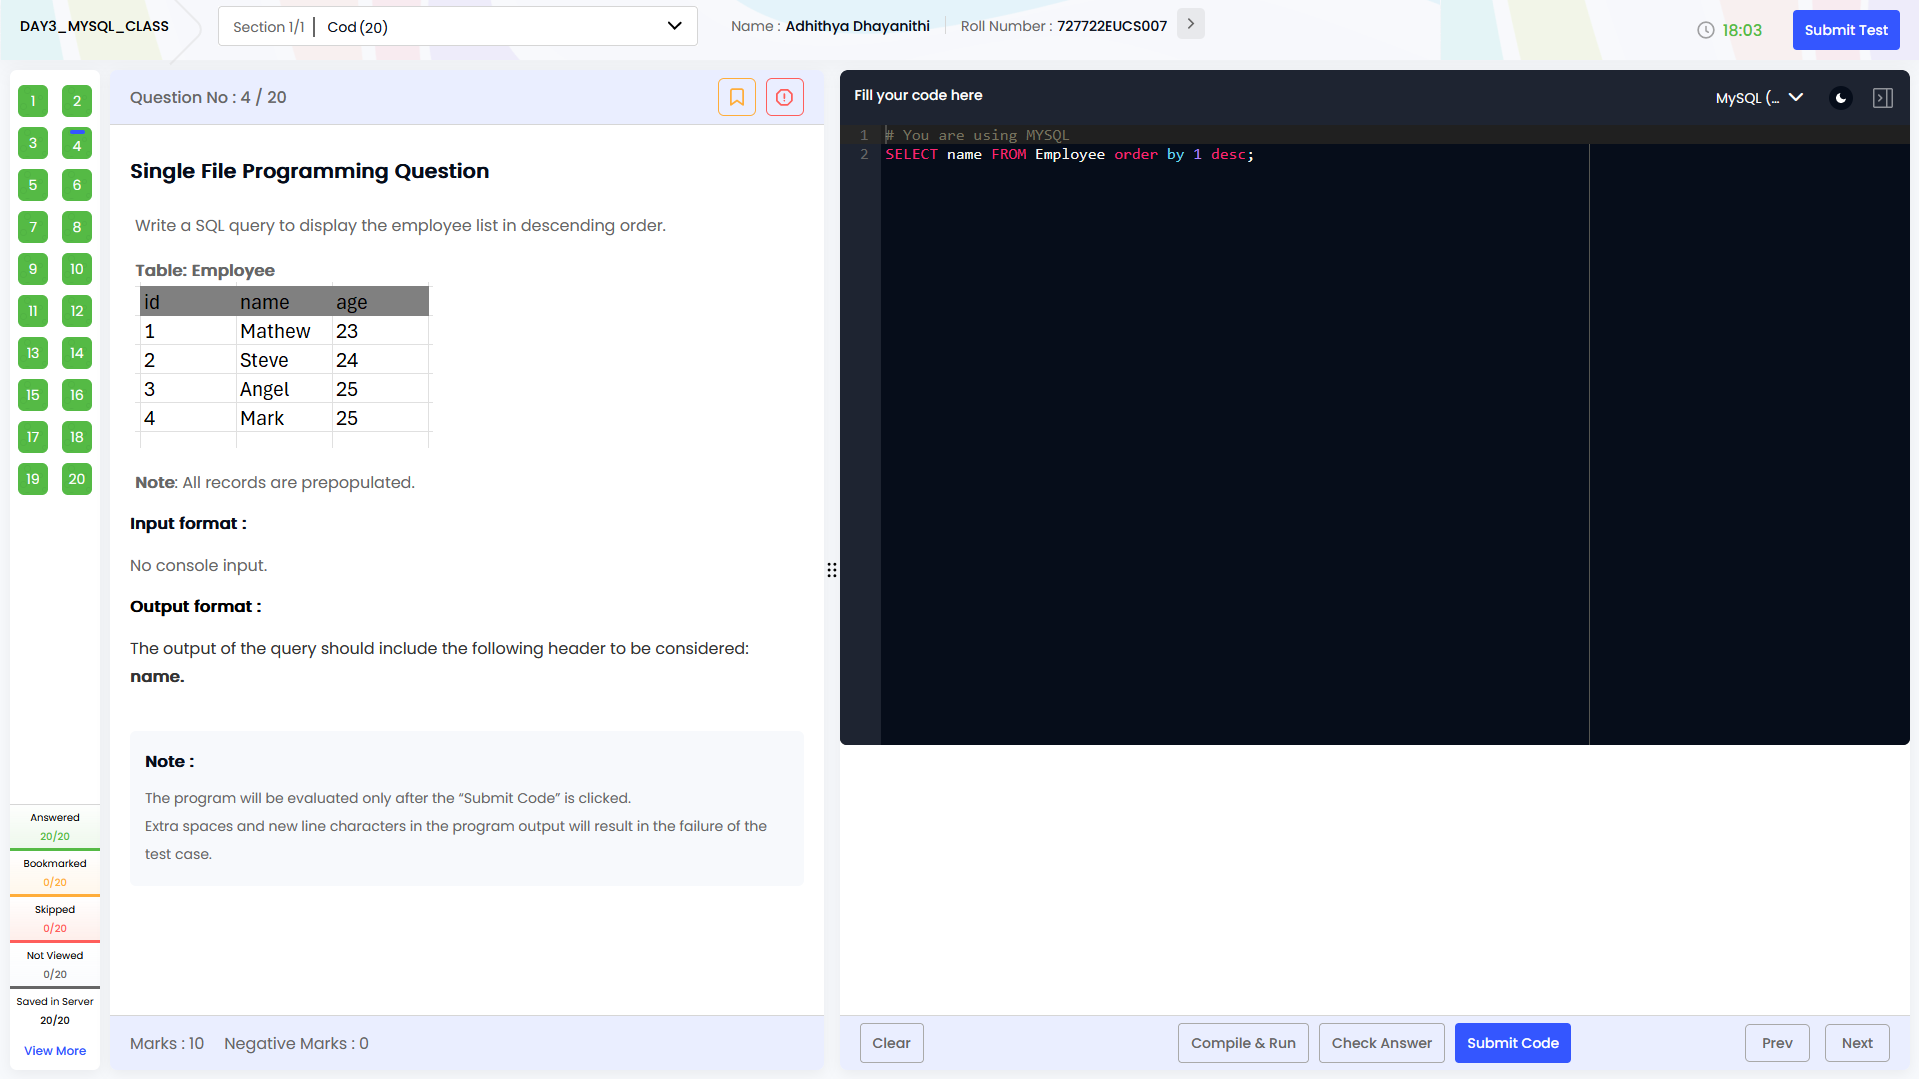 DAY3_MYSQL_CLASS
Section 1/1 | Cod (20)
Name : Adhithya Dhayanithi
Roll Number : 727722EUCS007
18:03
Submit Test
1 2
3 4
5 6
7 8
9 10
11 12
13 14
15 16
17 18
19 20
Answered
20/20
Bookmarked
0/20
Skipped
0/20
Not Viewed
0/20
Saved in Server
20/20
View More
Question No : 4 / 20
Single File Programming Question
Write a SQL query to display the employee list in descending order.
Table: Employee
id name age
1 Mathew 23
2 Steve 24
3 Angel 25
4 Mark 25
Note: All records are prepopulated.
Input format :
No console input.
Output format :
The output of the query should include the following header to be considered:
name.
Note :
The program will be evaluated only after the “Submit Code” is clicked.
Extra spaces and new line characters in the program output will result in the failure of the
test case.
Marks : 10 Negative Marks : 0
Fill your code here
MySQL (...
1 # You are using MYSQL
2 SELECT name FROM Employee order by 1 desc;
Clear
Compile & Run
Check Answer
Submit Code
Prev
Next